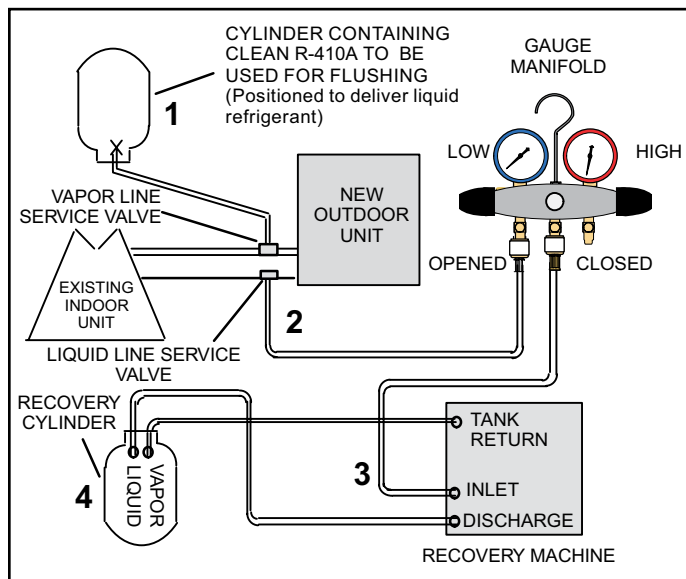 CYLINDER CONTAINING
CLEAN R-410A TO BE
USED FOR FLUSHING
(Positioned to deliver liquid
refrigerant)
1
GAUGE
MANIFOLD
LOW
HIGH
VAPOR LINE
SERVICE VALVE
NEW
OUTDOOR
UNIT
OPENED
CLOSED
EXISTING
INDOOR
UNIT
2
LIQUID LINE SERVICE
VALVE
RECOVERY
CYLINDER
TANK
RETURN
3
4
LIQUID
VAPOR
INLET
DISCHARGE
RECOVERY MACHINE